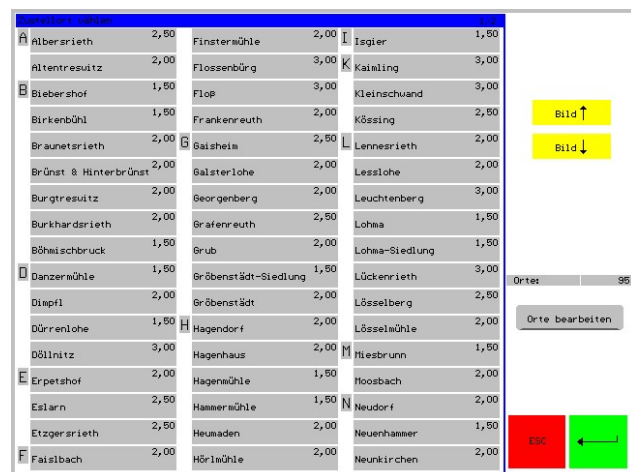 Zustellort wählen 1/2
A Albersrieth 2,50
Altentresuitz 2,00
B Biebershof 1,50
Birkenbühl 1,50
Braunetsrieth 2,00
Brünst & Hinterbrünst 2,00
Burgtresuitz 2,00
Burkhardsrieth 2,00
Böhmischbruck 1,50
D Danzermühle 1,50
Dimpfl 2,00
Dürrenlohe 1,50
Döllnitz 3,00
E Erpetshof 2,00
Eslarn 2,50
Etzgersrieth 2,50
F Faislbach 2,00
Finstermühle 2,00
Flossenbürg 3,00
Floβ 3,00
Frankenreuth 2,00
G Gaisheim 2,50
Galsterlohe 2,00
Georgenberg 2,00
Grafenreuth 2,50
Grub 2,00
Gröbenstädt-Siedlung 1,50
Gröbenstädt 2,00
H Hagendorf 2,00
Hagenhaus 2,00
Hagenmühle 1,50
Hammermühle 1,50
Heumaden 2,00
Hörlmühle 2,00
I Isgier 1,50
K Kaimling 3,00
Kleinschwand 3,00
Kössing 2,50
L Lennesrieth 2,00
Lesslohe 2,00
Leuchtenberg 3,00
Lohma 1,50
Lohma-Siedlung 1,50
Lückenrieth 3,00
Lösselberg 2,50
Lösselmühle 2,00
M Miesbrunn 1,50
Moosbach 2,00
N Neudorf 2,00
Neuenhammer 1,50
Neunkirchen 2,00
Bild ↑
Bild ↓
Orte: 95
Orte bearbeiten
ESC